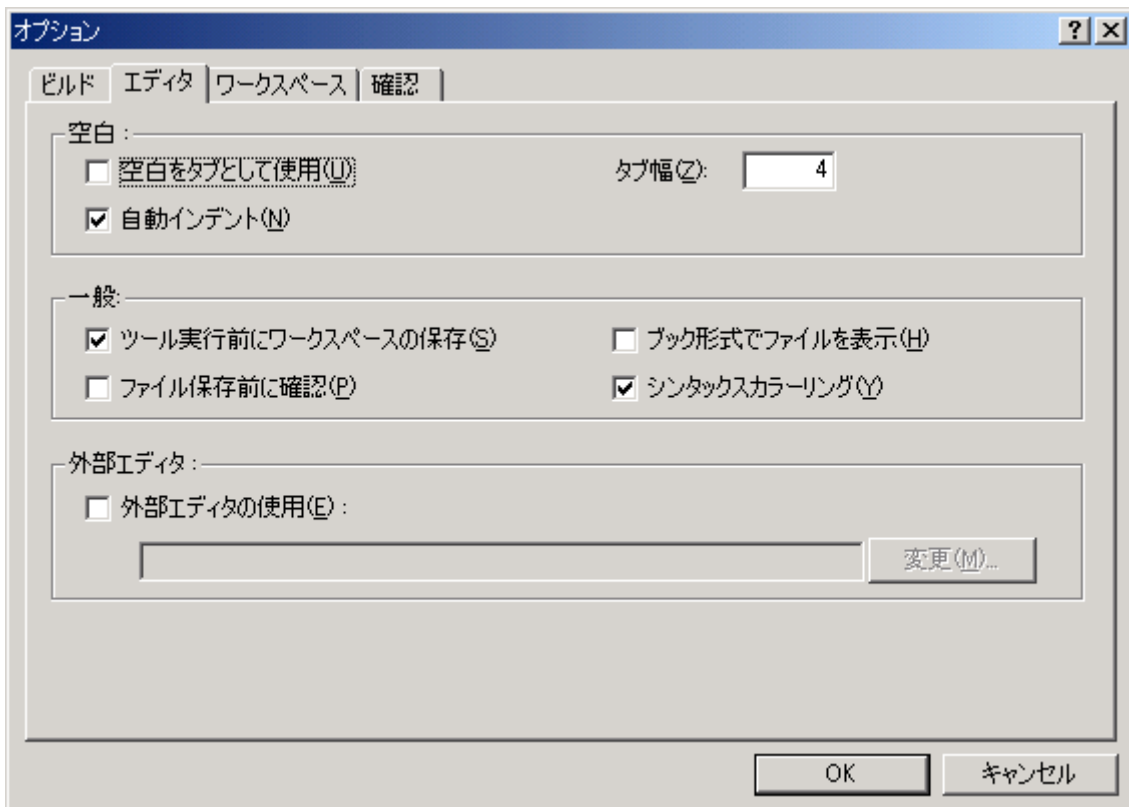 オプション
ビルド エディタ ワークスペース 確認
空白：
空白をタブとして使用(U) タブ幅(Z): 4
自動インデント(N)
一般:
ツール実行前にワークスペースの保存(S) ブック形式でファイルを表示(H)
ファイル保存前に確認(P) シンタックスカラーリング(Y)
外部エディタ：
外部エディタの使用(E)：
変更(M)...
OK キャンセル